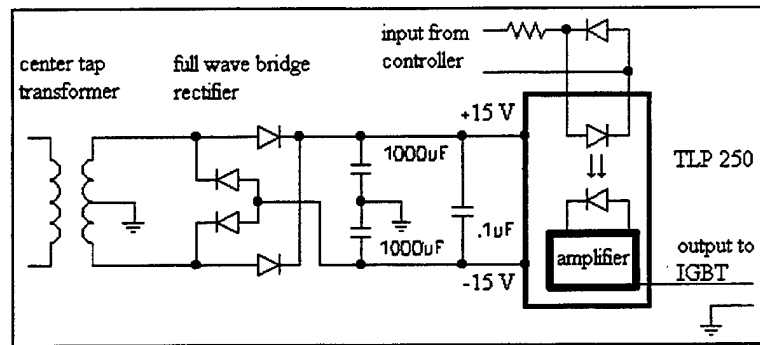 input from
controller
center tap
transformer
full wave bridge
rectifier
+15 V
1000uF
TLP 250
.1uF
1000uF
amplifier
output to
IGBT
-15 V